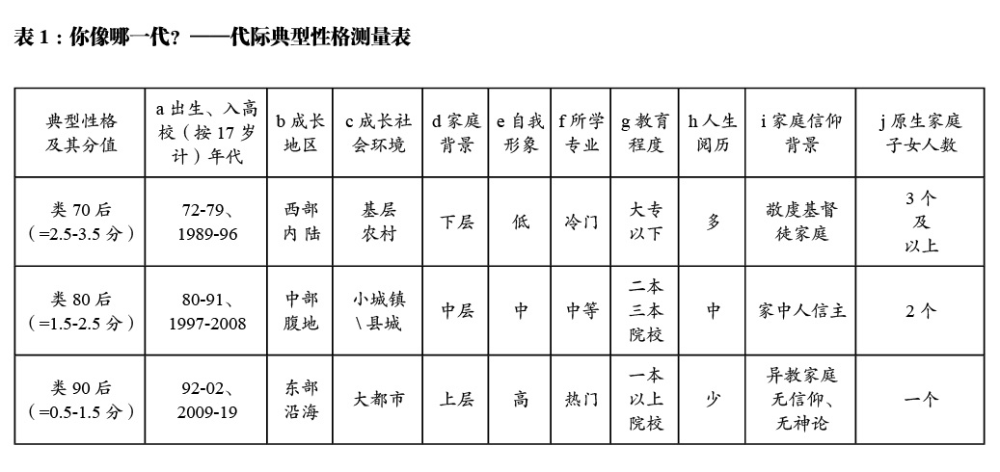 表 1：你像哪一代？——代际典型性格测量表
典型性格
及其分值
a 出生、入高
校（按 17 岁
计）年代
b 成长
地区
c 成长社
会环境
d 家庭
背景
e 自我
形象
f 所学
专业
g 教育
程度
h 人生
阅历
i 家庭信仰
背景
j 原生家庭
子女人数
类 70 后
（=2.5-3.5 分）
72-79、
1989-96
西部
内 陆
基层
农村
下层
低
冷门
大专
以下
多
敬虔基督
徒家庭
3 个
及
以上
类 80 后
（=1.5-2.5 分）
80-91、
1997-2008
中部
腹地
小城镇
\ 县城
中层
中
中等
二本
三本
院校
中
家中人信主
2 个
类 90 后
（=0.5-1.5 分）
92-02、
2009-19
东部
沿海
大都市
上层
高
热门
一本
以上
院校
少
异教家庭
无信仰、
无神论
一个